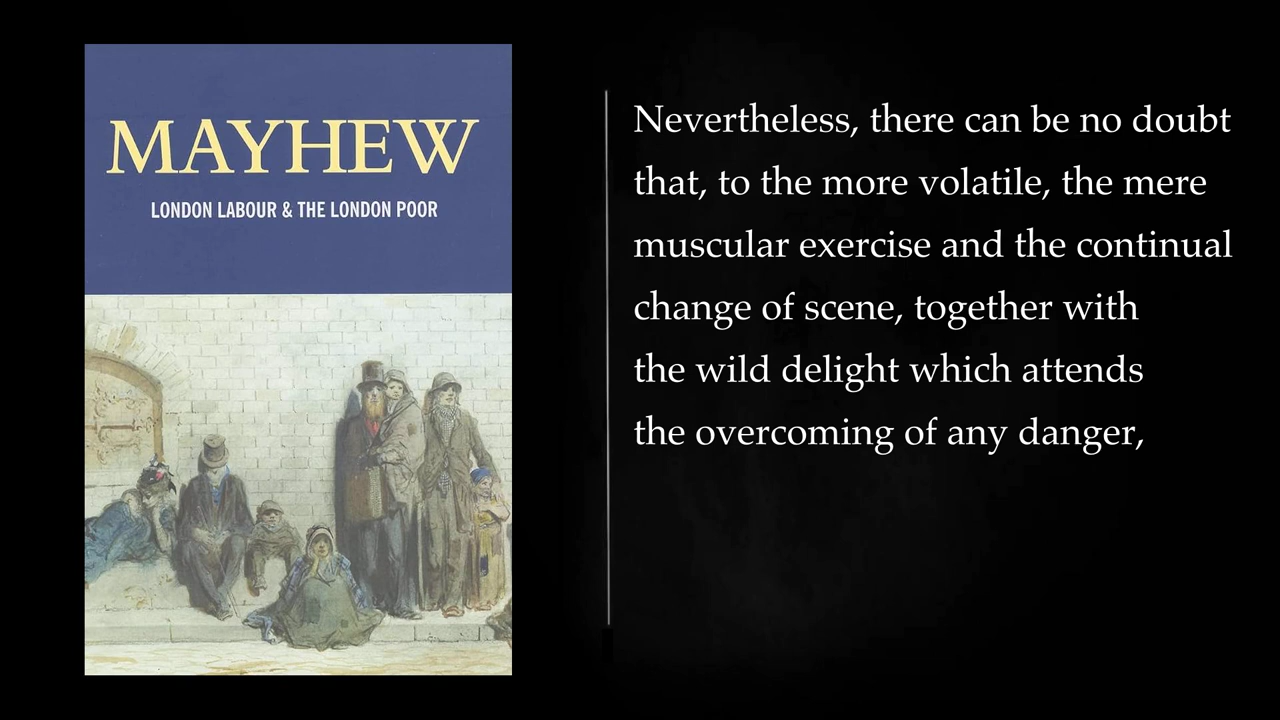 MAYHEW
LONDON LABOUR & THE LONDON POOR
Nevertheless, there can be no doubt
that, to the more volatile, the mere
muscular exercise and the continual
change of scene, together with
the wild delight which attends
the overcoming of any danger,